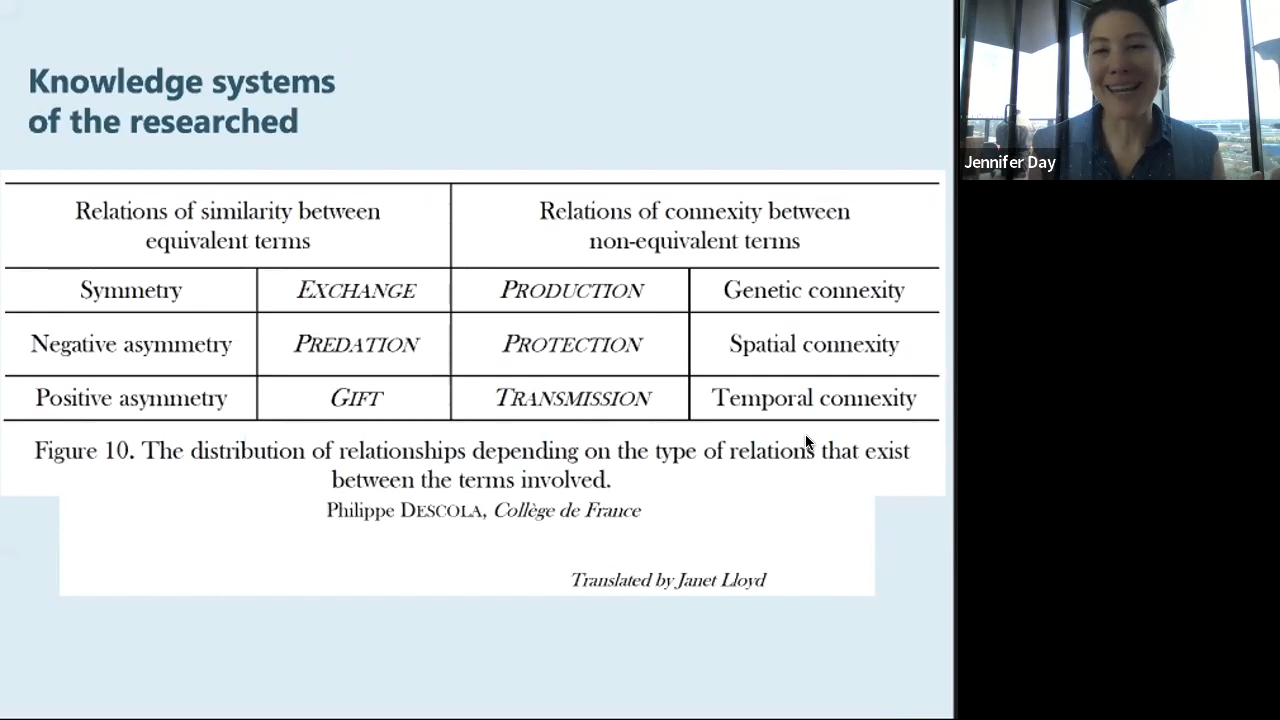 Knowledge systems
of the researched
Jennifer Day
Relations of similarity between
equivalent terms
Relations of connexity between
non-equivalent terms
Symmetry EXCHANGE PRODUCTION Genetic connexity
Negative asymmetry PREDATION PROTECTION Spatial connexity
Positive asymmetry GIFT TRANSMISSION Temporal connexity
Figure 10. The distribution of relationships depending on the type of relations that exist
between the terms involved.
Philippe DESCOLA, Collège de France
Translated by Janet Lloyd